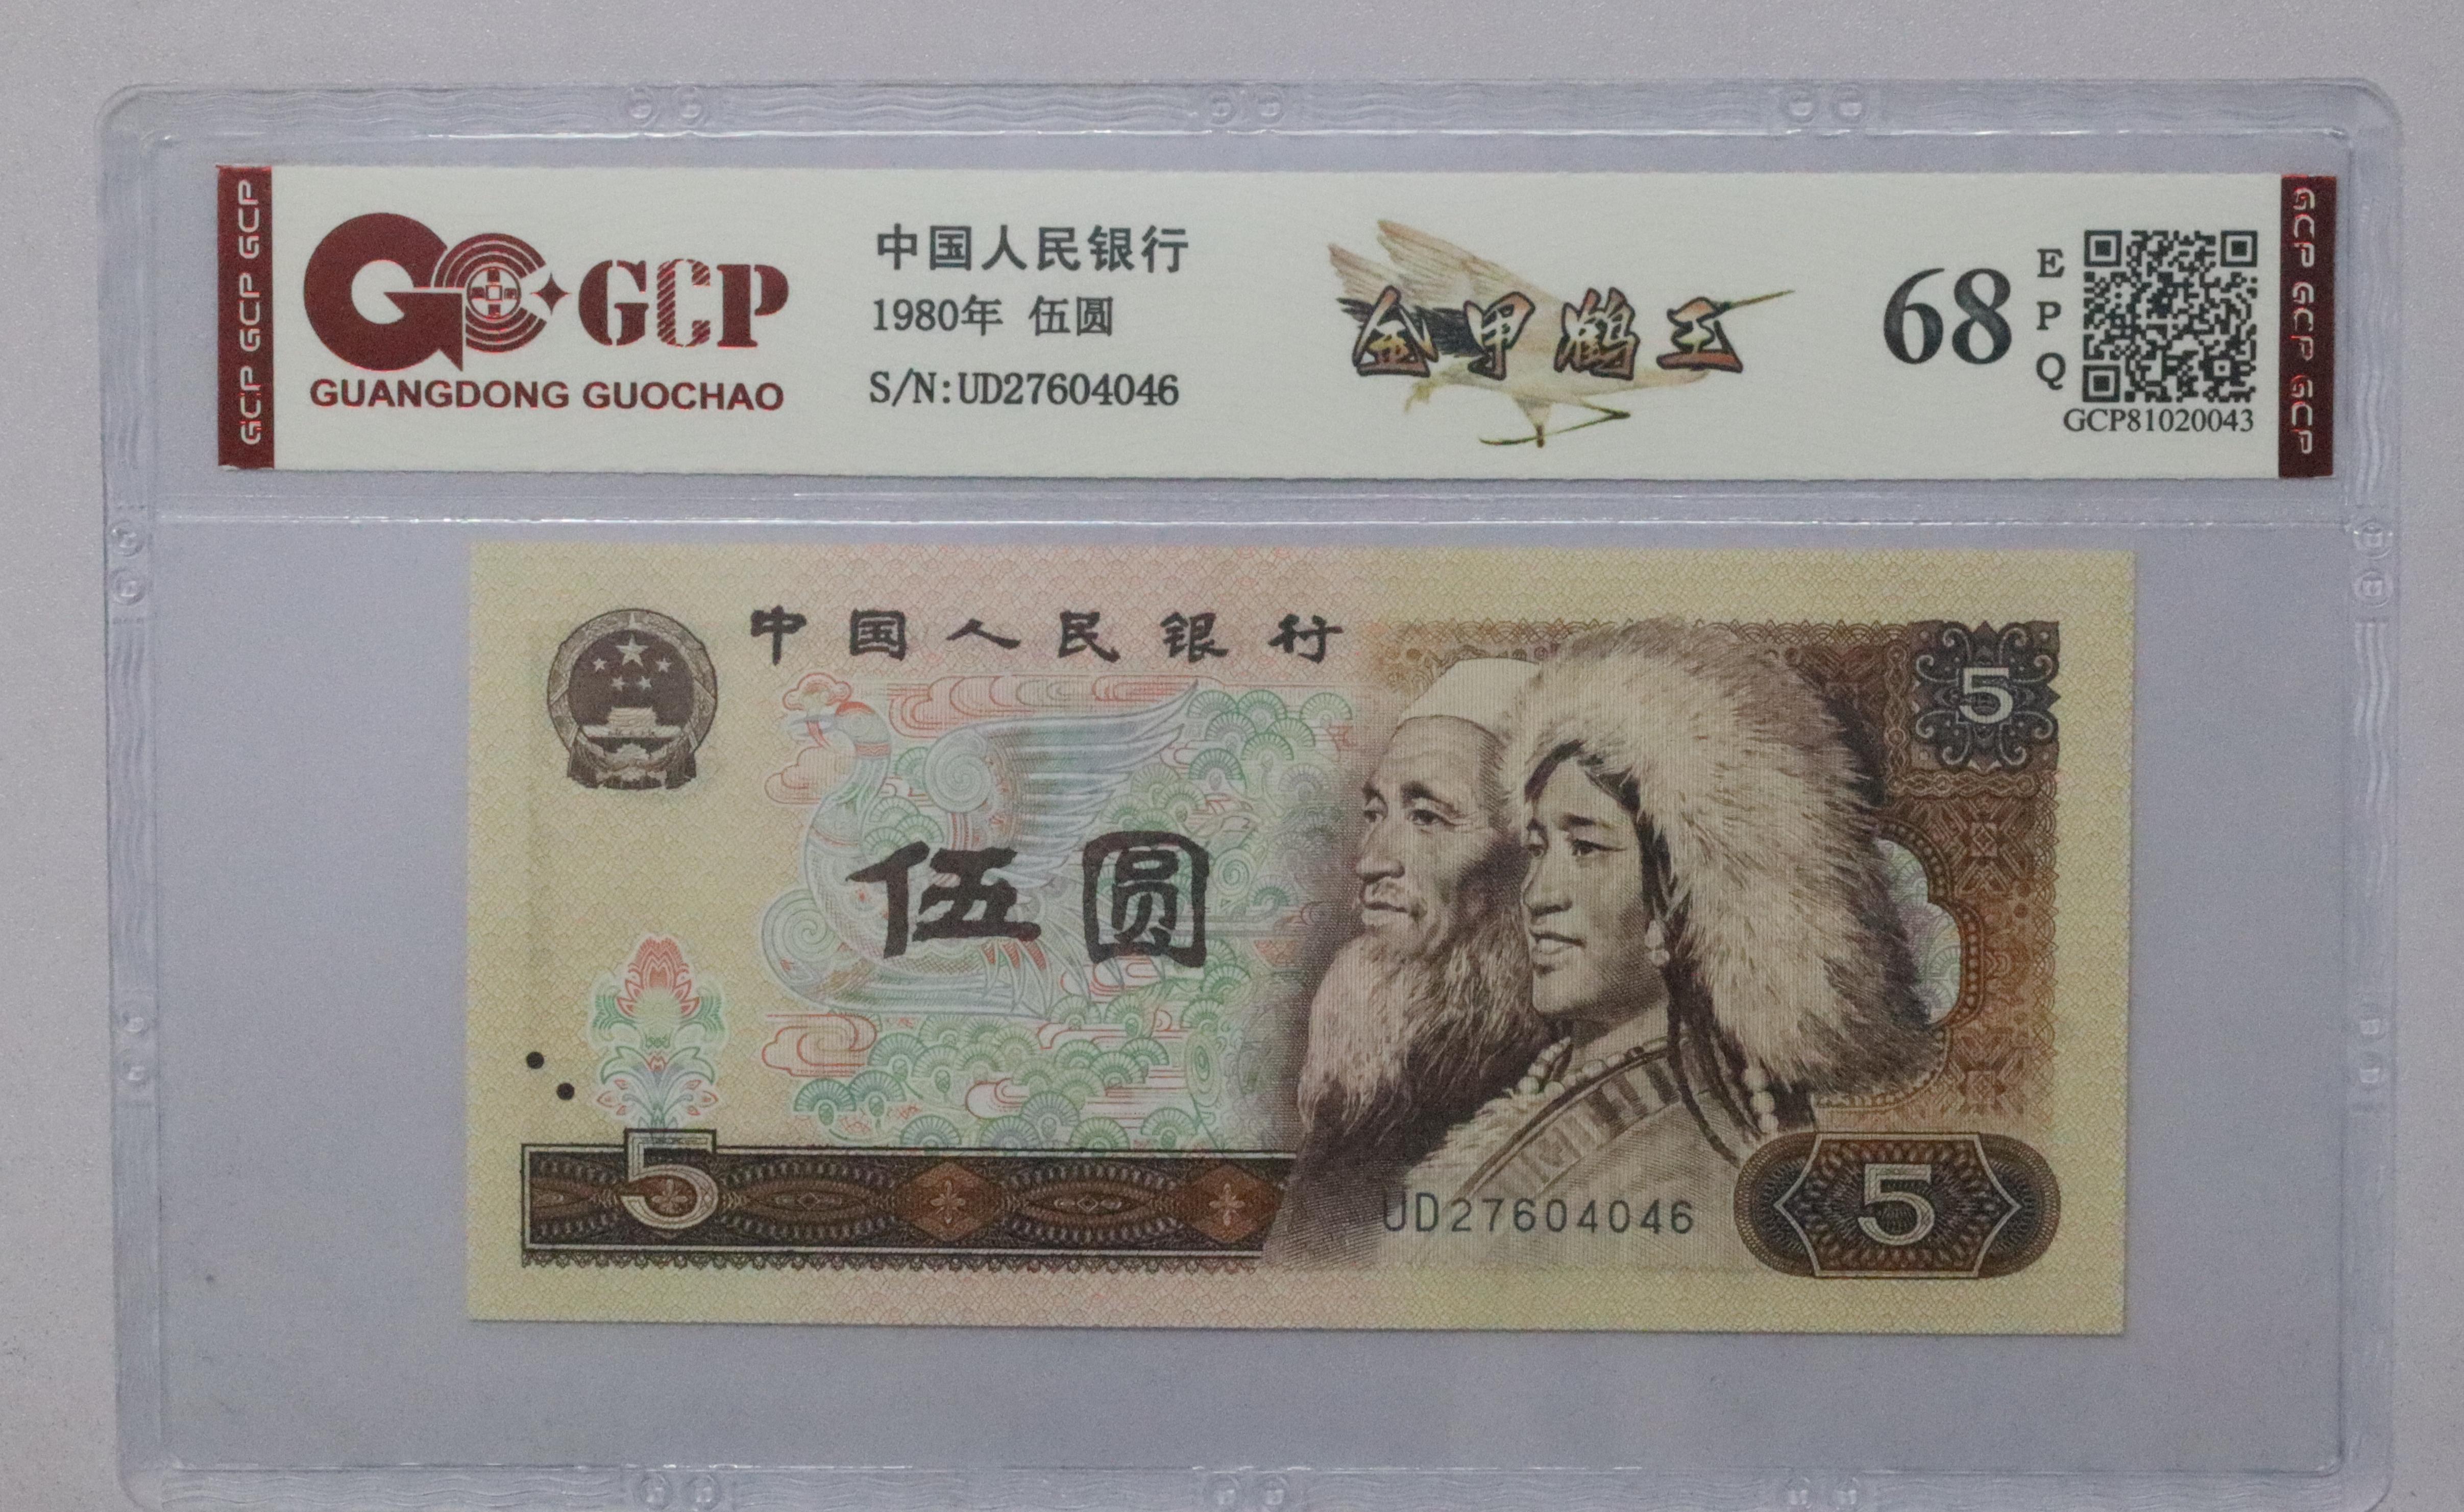 GCP GCP GCP
GCP
GUANGDONG GUOCHAO
中国人民银行
1980年 伍圆
S/N:UD27604046
金甲鹤王
68
E
P
Q
GCP81020043
GCP GCP GCP
中国人民银行
5
伍圆
5
UD27604046
5